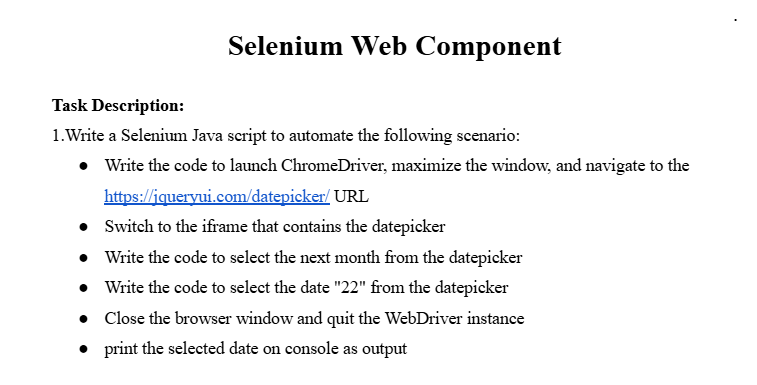 Selenium Web Component
Task Description:
1.Write a Selenium Java script to automate the following scenario:
● Write the code to launch ChromeDriver, maximize the window, and navigate to the
https://jqueryui.com/datepicker/ URL
● Switch to the iframe that contains the datepicker
● Write the code to select the next month from the datepicker
● Write the code to select the date "22" from the datepicker
● Close the browser window and quit the WebDriver instance
● print the selected date on console as output